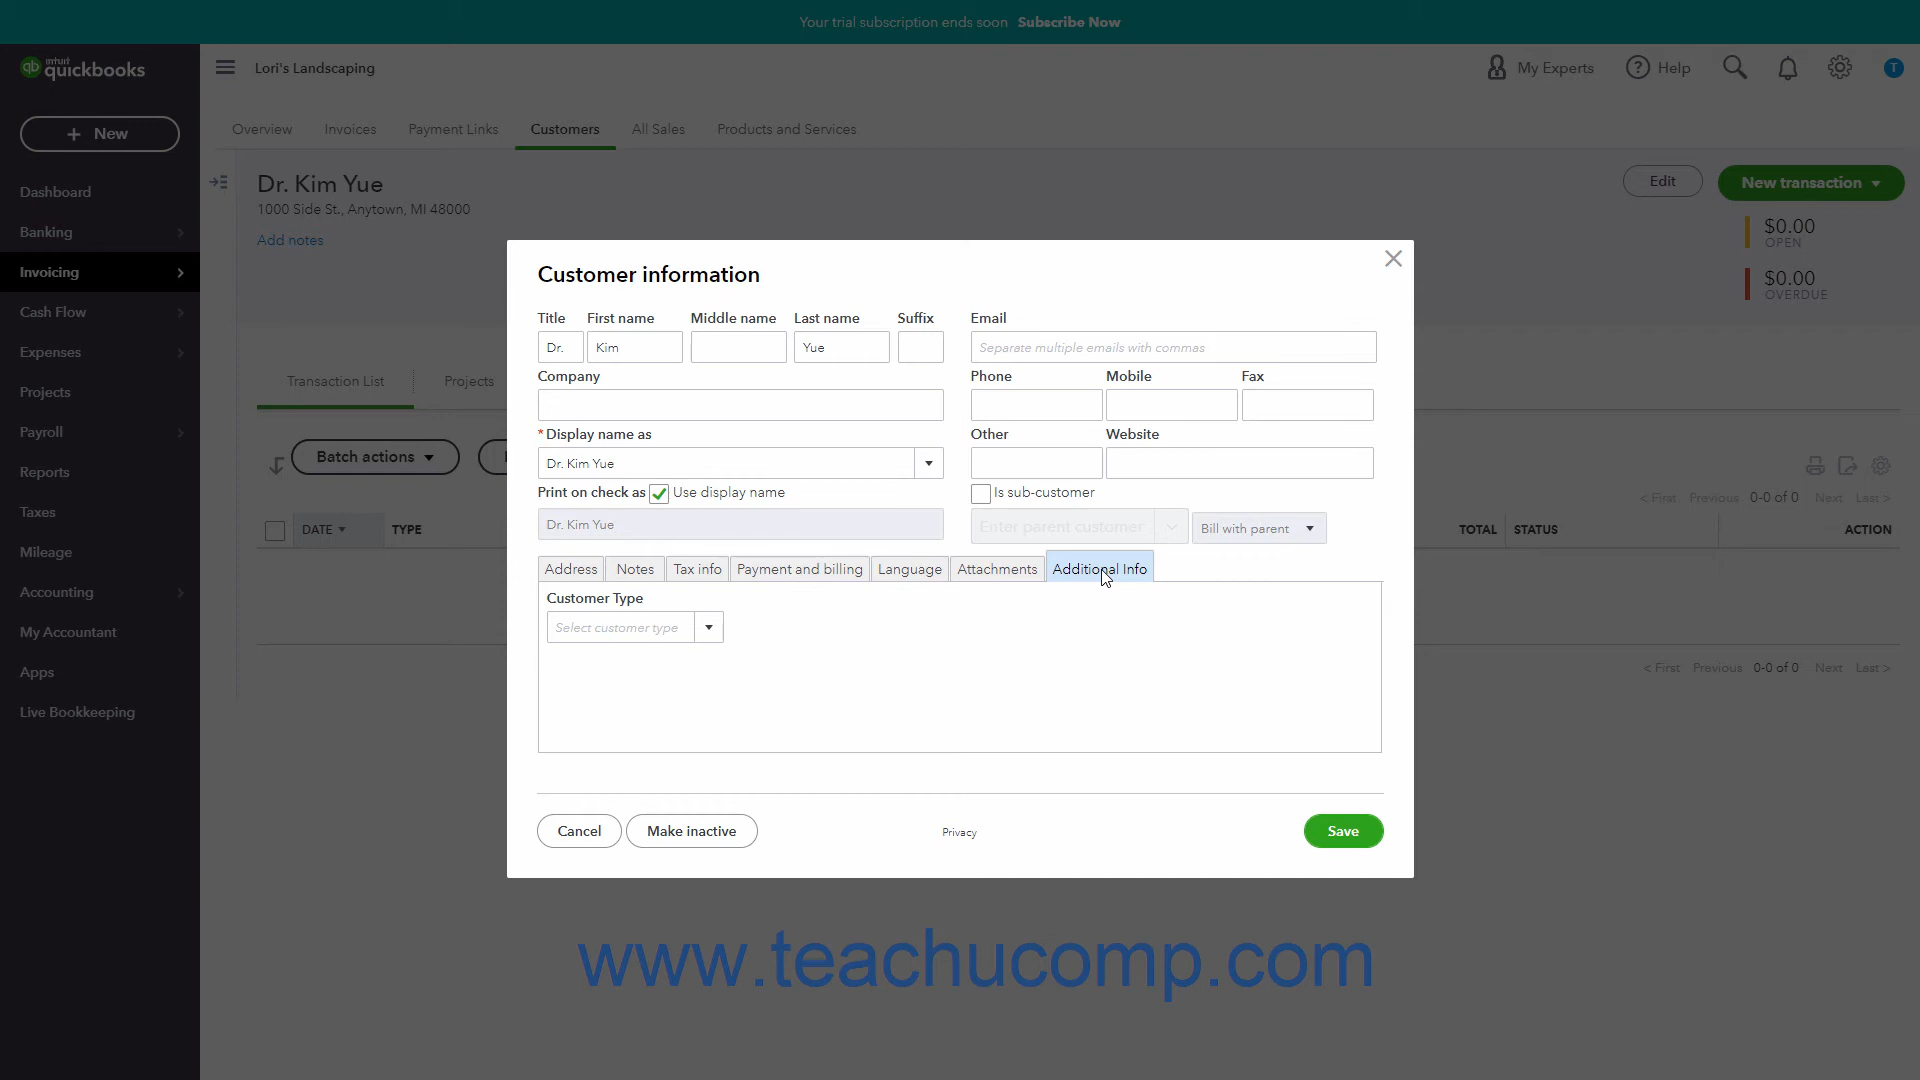 Your trial subscription ends soon Subscribe Now
intuit quickbooks
Lori's Landscaping
My Experts Help T
+ New
Overview Invoices Payment Links Customers All Sales Products and Services
Dashboard
Banking
Invoicing
Cash Flow
Expenses
Projects
Payroll
Reports
Taxes
Mileage
Accounting
My Accountant
Apps
Live Bookkeeping
Dr. Kim Yue
1000 Side St., Anytown, MI 48000
Add notes
Edit New transaction
$0.00
OPEN
$0.00
OVERDUE
Transaction List Projects
Batch actions
< First Previous 0-0 of 0 Next Last >
DATE TYPE TOTAL STATUS ACTION
< First Previous 0-0 of 0 Next Last >
Customer information
Title First name Middle name Last name Suffix Email
Dr. Kim Yue Separate multiple emails with commas
Company Phone Mobile Fax
* Display name as Other Website
Dr. Kim Yue
Print on check as Use display name Is sub-customer
Dr. Kim Yue Enter parent customer Bill with parent
Address Notes Tax info Payment and billing Language Attachments Additional Info
Customer Type
Select customer type
Cancel Make inactive Privacy Save
www.teachucomp.com